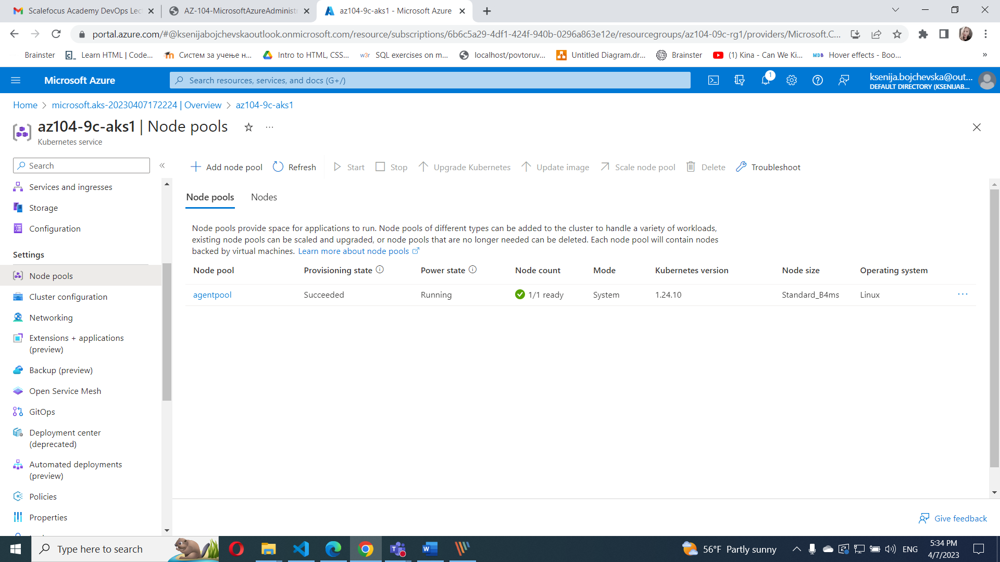 Scalefocus Academy DevOps Lec
AZ-104-MicrosoftAzureAdministr
az104-9c-aks1 - Microsoft Azure
portal.azure.com/#@ksenijabojchevskaoutlook.onmicrosoft.com/resource/subscriptions/6b6c5a29-4df1-424f-940b-0296a863e12e/resourcegroups/az104-09c-rg1/providers/Microsoft.C...
Brainster
Learn HTML | Code...
Систем за учење н...
Intro to HTML, CSS...
w3r SQL exercises on m...
localhost/povtoruv...
Untitled Diagram.dr...
Brainster
(1) Kina - Can We Ki...
MDB Hover effects - Boo...
»
Microsoft Azure
Search resources, services, and docs (G+/)
1
ksenija.bojchevska@out...
DEFAULT DIRECTORY (KSENIJAB...
Home > microsoft.aks-20230407172224 | Overview > az104-9c-aks1
az104-9c-aks1 | Node pools
Kubernetes service
Search
«
Add node pool
Refresh
Start
Stop
Upgrade Kubernetes
Update image
Scale node pool
Delete
Troubleshoot
Services and ingresses
Storage
Configuration
Settings
Node pools
Cluster configuration
Networking
Extensions + applications
(preview)
Backup (preview)
Open Service Mesh
GitOps
Deployment center
(deprecated)
Automated deployments
(preview)
Policies
Properties
Node pools
Nodes
Node pools provide space for applications to run. Node pools of different types can be added to the cluster to handle a variety of workloads,
existing node pools can be scaled and upgraded, or node pools that are no longer needed can be deleted. Each node pool will contain nodes
backed by virtual machines. Learn more about node pools
Node pool Provisioning state Power state Node count Mode Kubernetes version Node size Operating system
agentpool Succeeded Running 1/1 ready System 1.24.10 Standard_B4ms Linux
Give feedback
Type here to search
56°F Partly sunny
ENG
5:34 PM
4/7/2023